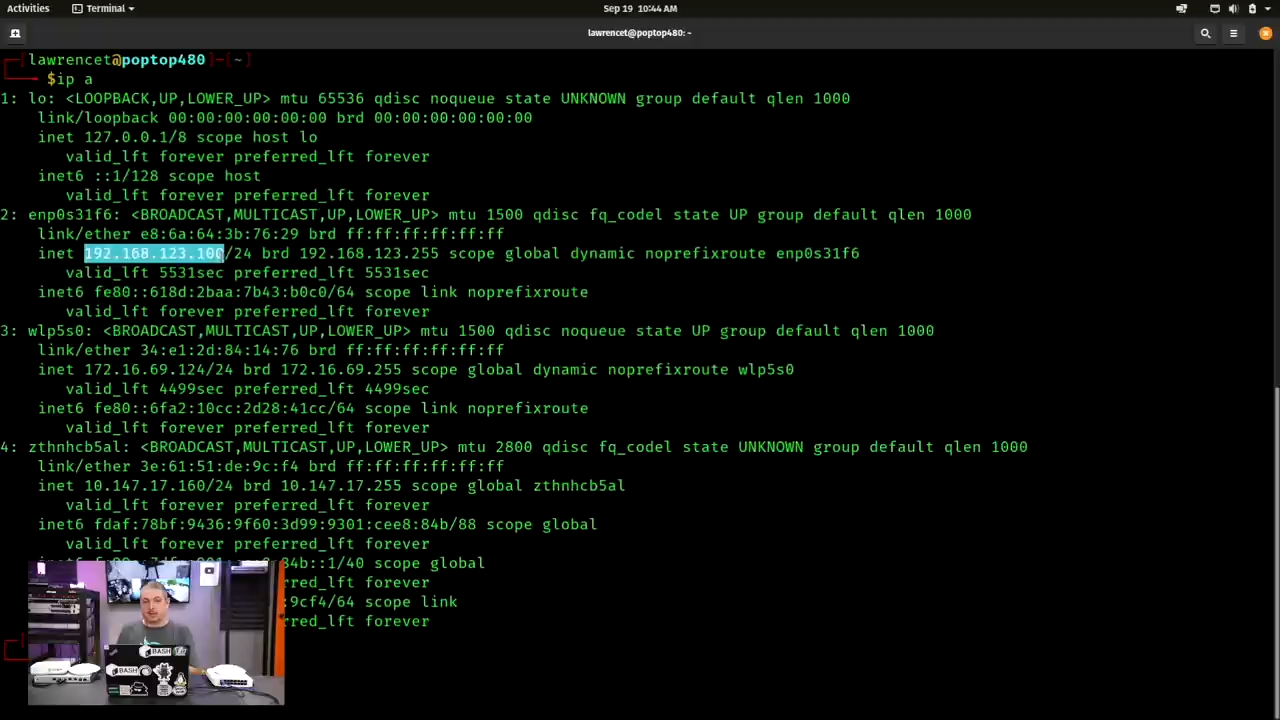 Activities
Terminal
Sep 19 10:44 AM
lawrencet@poptop480: ~
lawrencet@poptop480 - [~]
$ip a
1: lo: <LOOPBACK,UP,LOWER_UP> mtu 65536 qdisc noqueue state UNKNOWN group default qlen 1000
link/loopback 00:00:00:00:00:00 brd 00:00:00:00:00:00
inet 127.0.0.1/8 scope host lo
valid_lft forever preferred_lft forever
inet6 ::1/128 scope host
valid_lft forever preferred_lft forever
2: enp0s31f6: <BROADCAST,MULTICAST,UP,LOWER_UP> mtu 1500 qdisc fq_codel state UP group default qlen 1000
link/ether e8:6a:64:3b:76:29 brd ff:ff:ff:ff:ff:ff
inet 192.168.123.100/24 brd 192.168.123.255 scope global dynamic noprefixroute enp0s31f6
valid_lft 5531sec preferred_lft 5531sec
inet6 fe80::618d:2baa:7b43:b0c0/64 scope link noprefixroute
valid_lft forever preferred_lft forever
3: wlp5s0: <BROADCAST,MULTICAST,UP,LOWER_UP> mtu 1500 qdisc noqueue state UP group default qlen 1000
link/ether 34:e1:2d:84:14:76 brd ff:ff:ff:ff:ff:ff
inet 172.16.69.124/24 brd 172.16.69.255 scope global dynamic noprefixroute wlp5s0
valid_lft 4499sec preferred_lft 4499sec
inet6 fe80::6fa2:10cc:2d28:41cc/64 scope link noprefixroute
valid_lft forever preferred_lft forever
4: zthnhcb5al: <BROADCAST,MULTICAST,UP,LOWER_UP> mtu 2800 qdisc fq_codel state UNKNOWN group default qlen 1000
link/ether 3e:61:51:de:9c:f4 brd ff:ff:ff:ff:ff:ff
inet 10.147.17.160/24 brd 10.147.17.255 scope global zthnhcb5al
valid_lft forever preferred_lft forever
inet6 fdaf:78bf:9436:9f60:3d99:9301:cee8:84b/88 scope global
valid_lft forever preferred_lft forever
84b::1/40 scope global
rred_lft forever
:9cf4/64 scope link
rred_lft forever
BASH
BASH